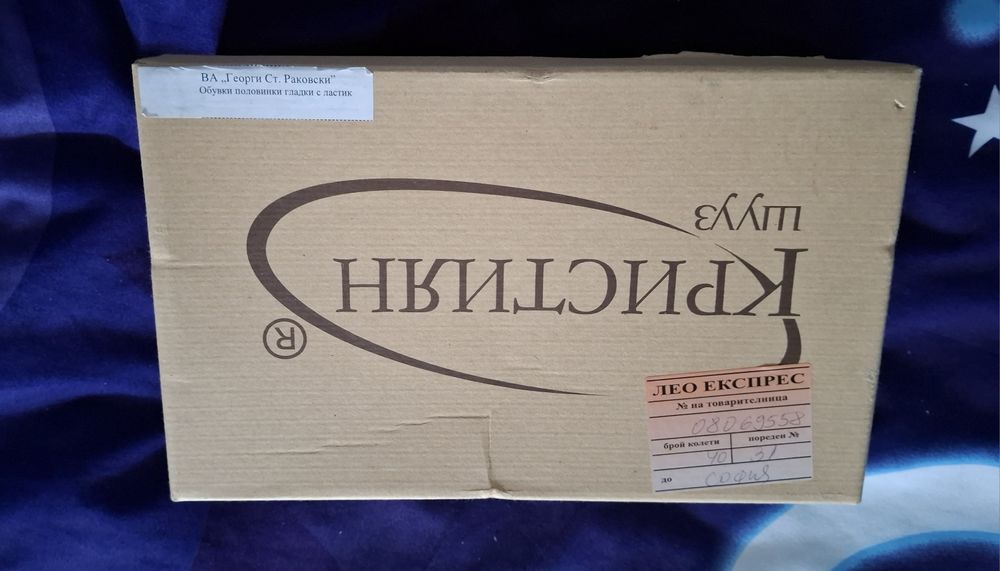 ВА „Георги Ст. Раковски”
Обувки половинки гладки с ластик
Кристиян
шууз
®
ЛЕО ЕКСПРЕС
№ на товарителница
08069558
брой колети
пореден №
40
31
до
София